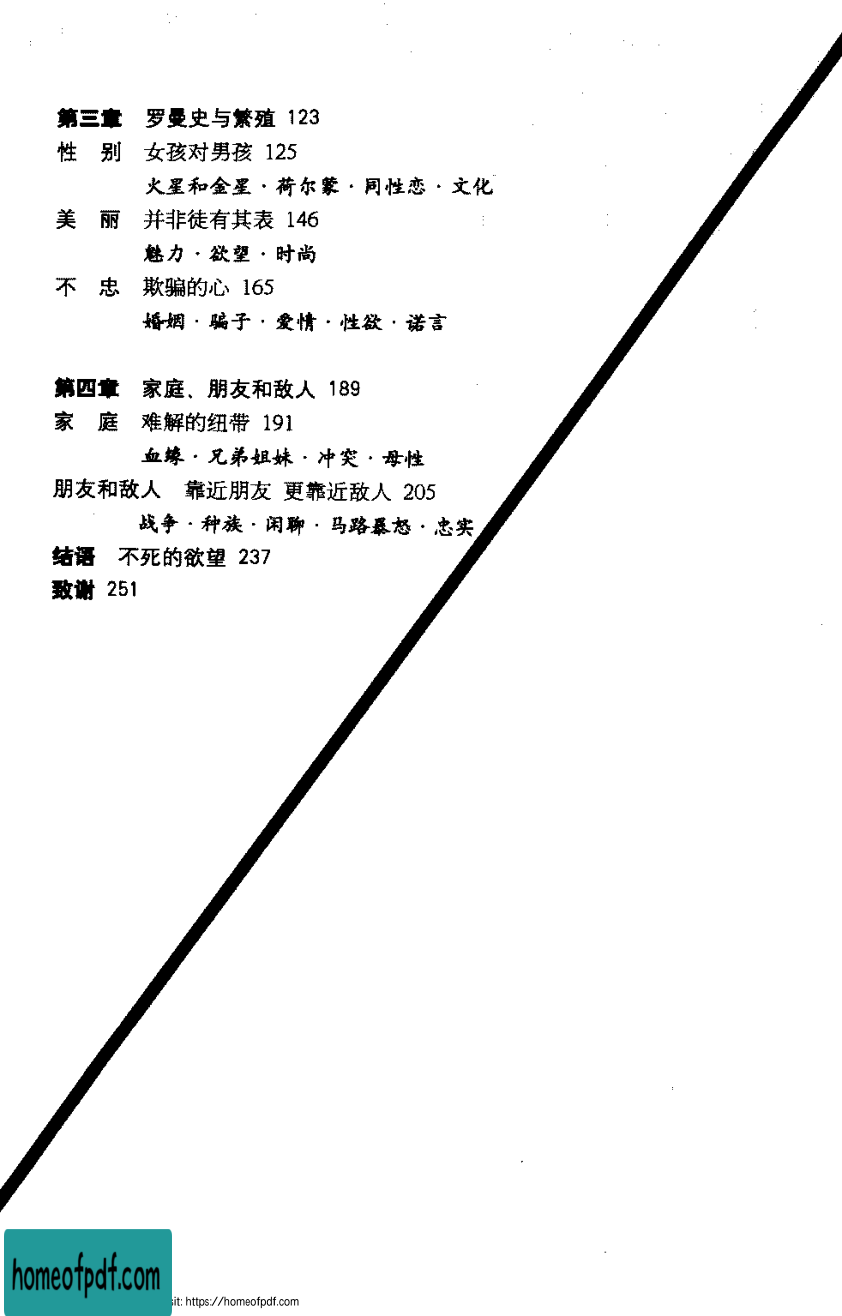 第三章 罗曼史与繁殖 123
性 别 女孩对男孩 125
火星和金星·荷尔蒙·同性恋·文化
美 丽 并非徒有其表 146
魅力·欲望·时尚
不 忠 欺骗的心 165
婚姻·骗子·爱情·性欲·诺言
第四章 家庭、朋友和敌人 189
家 庭 难解的纽带 191
血缘·兄弟姐妹·冲突·母性
朋友和敌人 靠近朋友 更靠近敌人 205
战争·种族·闲聊·马路暴怒·忠实
结语 不死的欲望 237
致谢 251
homeofpdf.com
sit: https://homeofpdf.com